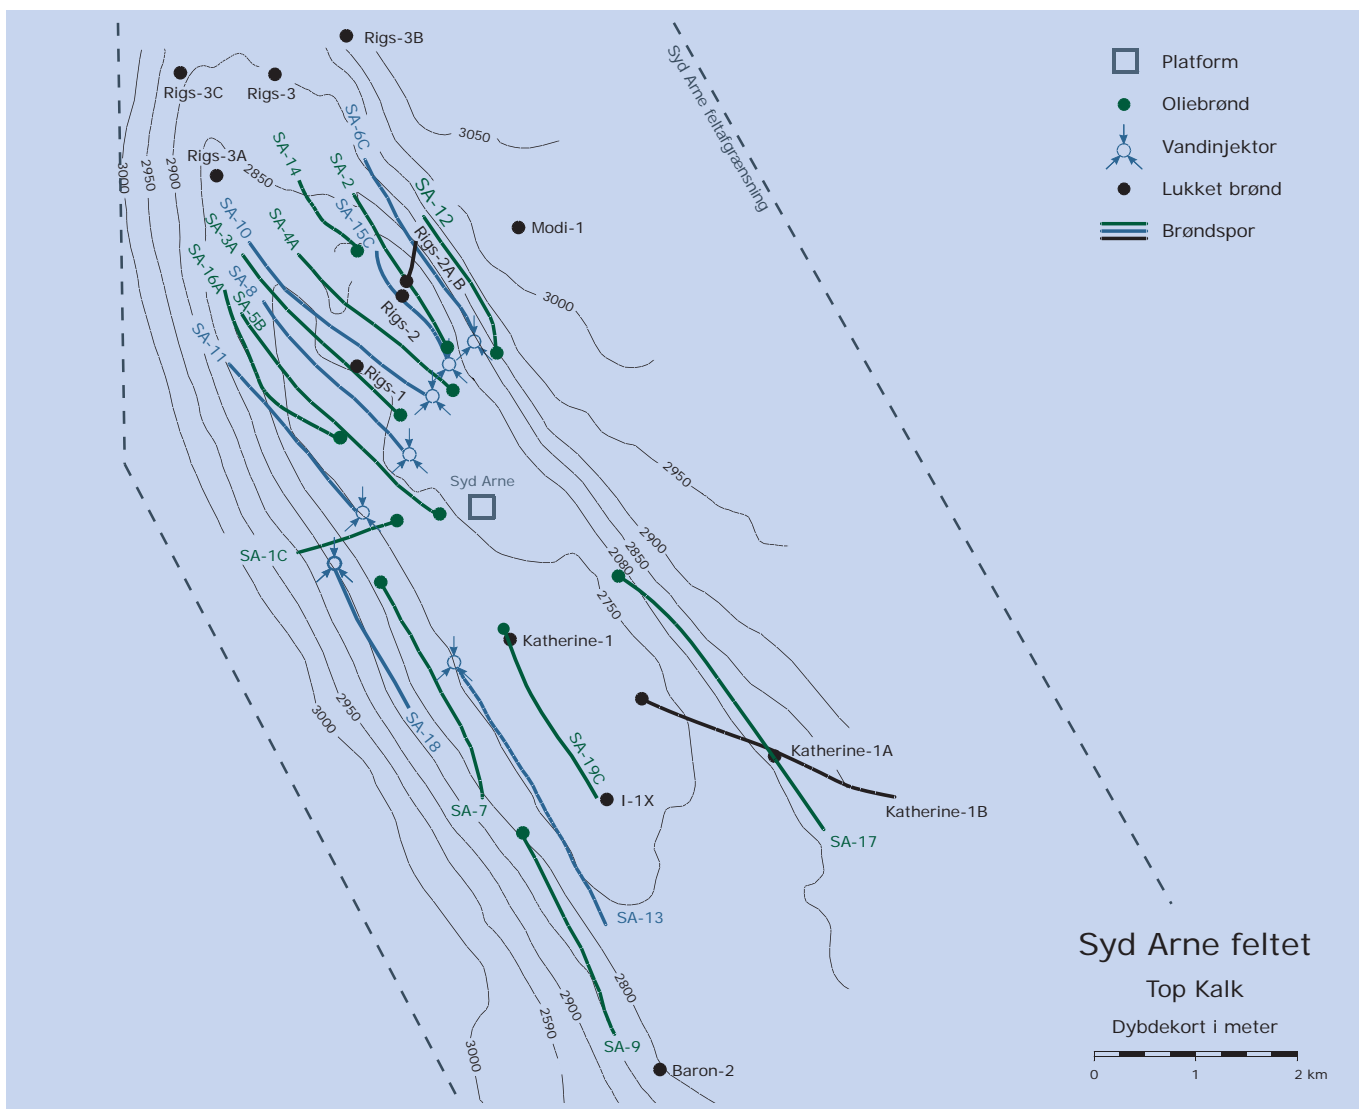 Rigs-3B
Rigs-3C
Rigs-3
Syd Arne feltafgrænsning
Platform
Oliebrønd
Vandinjektor
Lukket brønd
Brøndspor
SA-6C
3050
Rigs-3A
SA-14
SA-2
2850
3000
2950
2900
SA-12
SA-15C
SA-10
SA-3A
SA-4A
Rigs-2A,B
Modi-1
SA-16A
SA-8
SA-5B
Rigs-2
3000
SA-11
Rigs-1
2950
Syd Arne
SA-1C
2900
2850
2080
2750
Katherine-1
3000
2950
SA-18
SA-19C
Katherine-1A
I-1X
Katherine-1B
SA-7
SA-17
SA-13
2800
2900
2590
3000
SA-9
Baron-2
Syd Arne feltet
Top Kalk
Dybdekort i meter
0 1 2 km